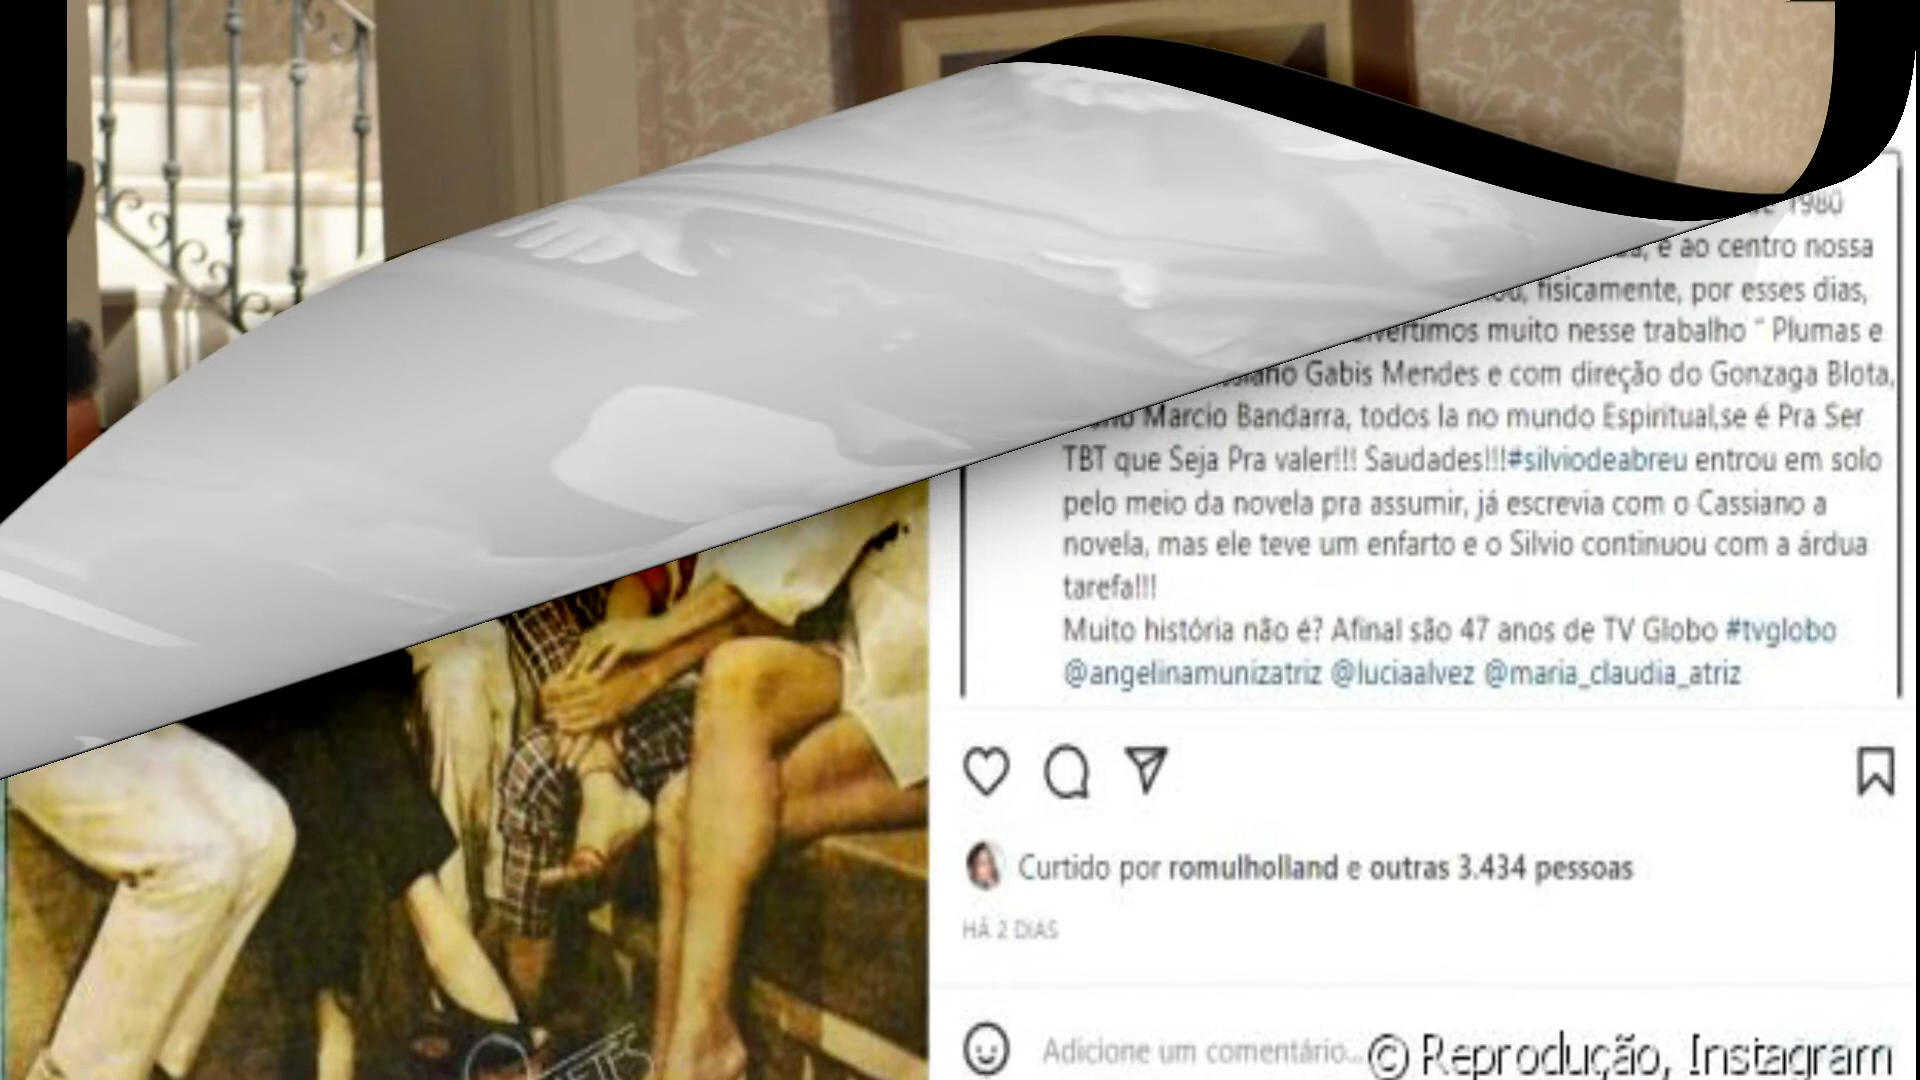 1980
e ao centro nossa
fisicamente, por esses dias,
muito nesse trabalho " Plumas e
Gabis Mendes e com direção do Gonzaga Blota,
Marcio Bandarra, todos la no mundo Espiritual,se é Pra Ser
TBT que Seja Pra valer!!! Saudades!!!#silviodeabreu entrou em solo
pelo meio da novela pra assumir, já escrevia com o Cassiano a
novela, mas ele teve um enfarto e o Silvio continuou com a árdua
tarefa!!!
Muito história não é? Afinal são 47 anos de TV Globo #tvglobo
@angelinamunizatriz @luciaalvez @maria_claudia_atriz
Curtido por romulholland e outras 3.434 pessoas
HÁ 2 DIAS
Adicione um comentário...
© Reprodução, Instagram